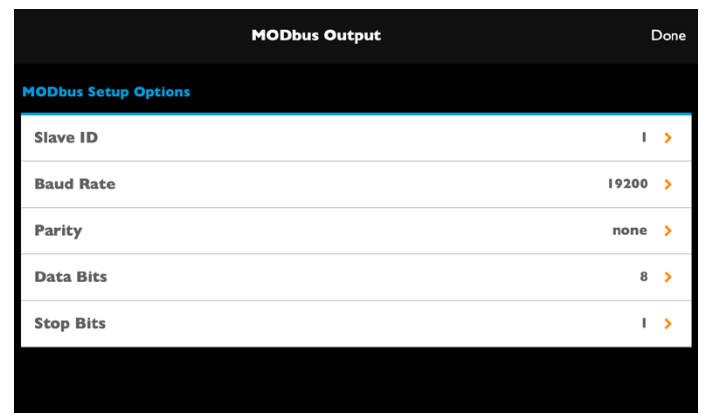 MODbus Output Done
MODbus Setup Options
Slave ID 1
Baud Rate 19200
Parity none
Data Bits 8
Stop Bits 1